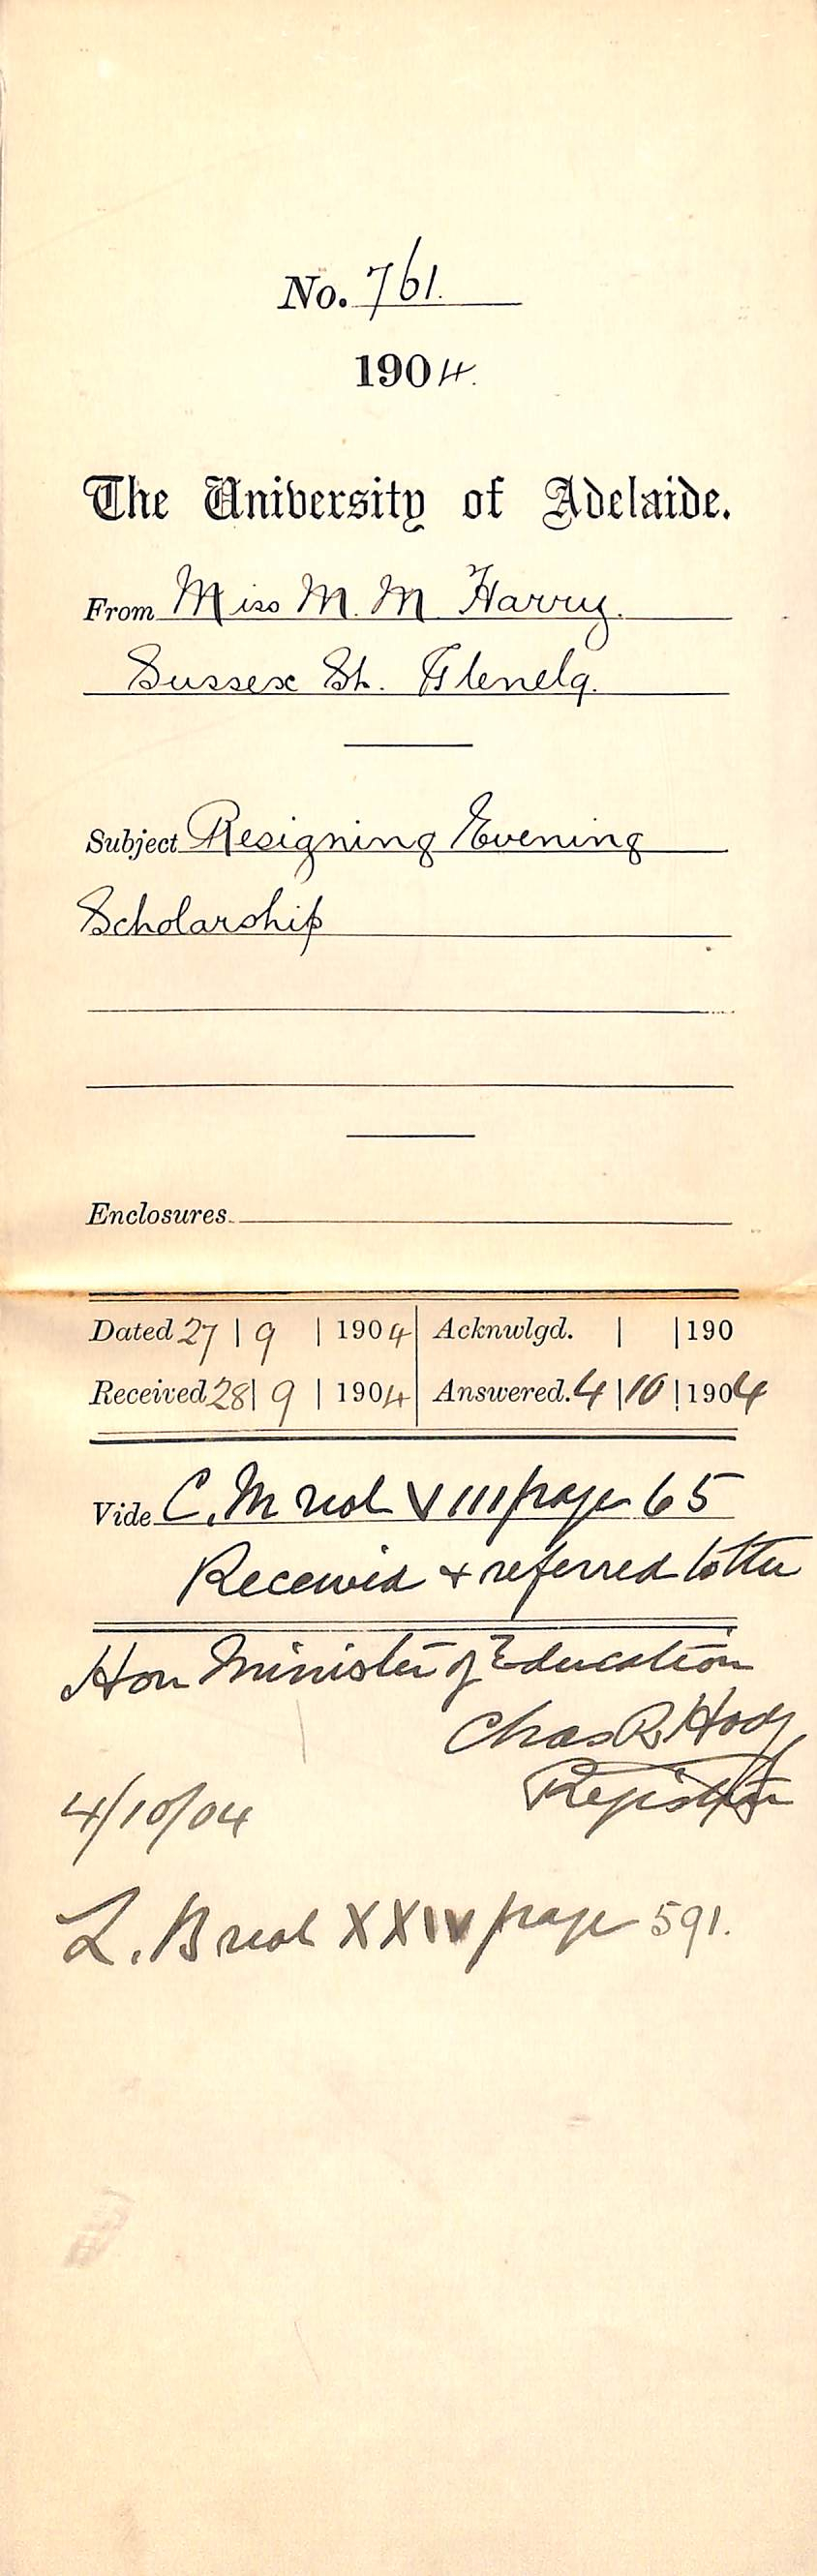 No. 761.
1904.
The University of Adelaide.
From Miss M. M Harry.
Sussex St. Glenelg.
Subject Resigning Evening
Scholarship
Enclosures
Dated 27 | 9 | 1904 | Acknwlgd. | | 190
Received 28 | 9 | 1904 | Answered. 4 | 10 | 1904
Vide C. M vol VIII page 65
Received + referred to the
Hon Minister of Education
Chas R. Hodge
Registrar
4/10/04
L. B vol XXIV page 591.